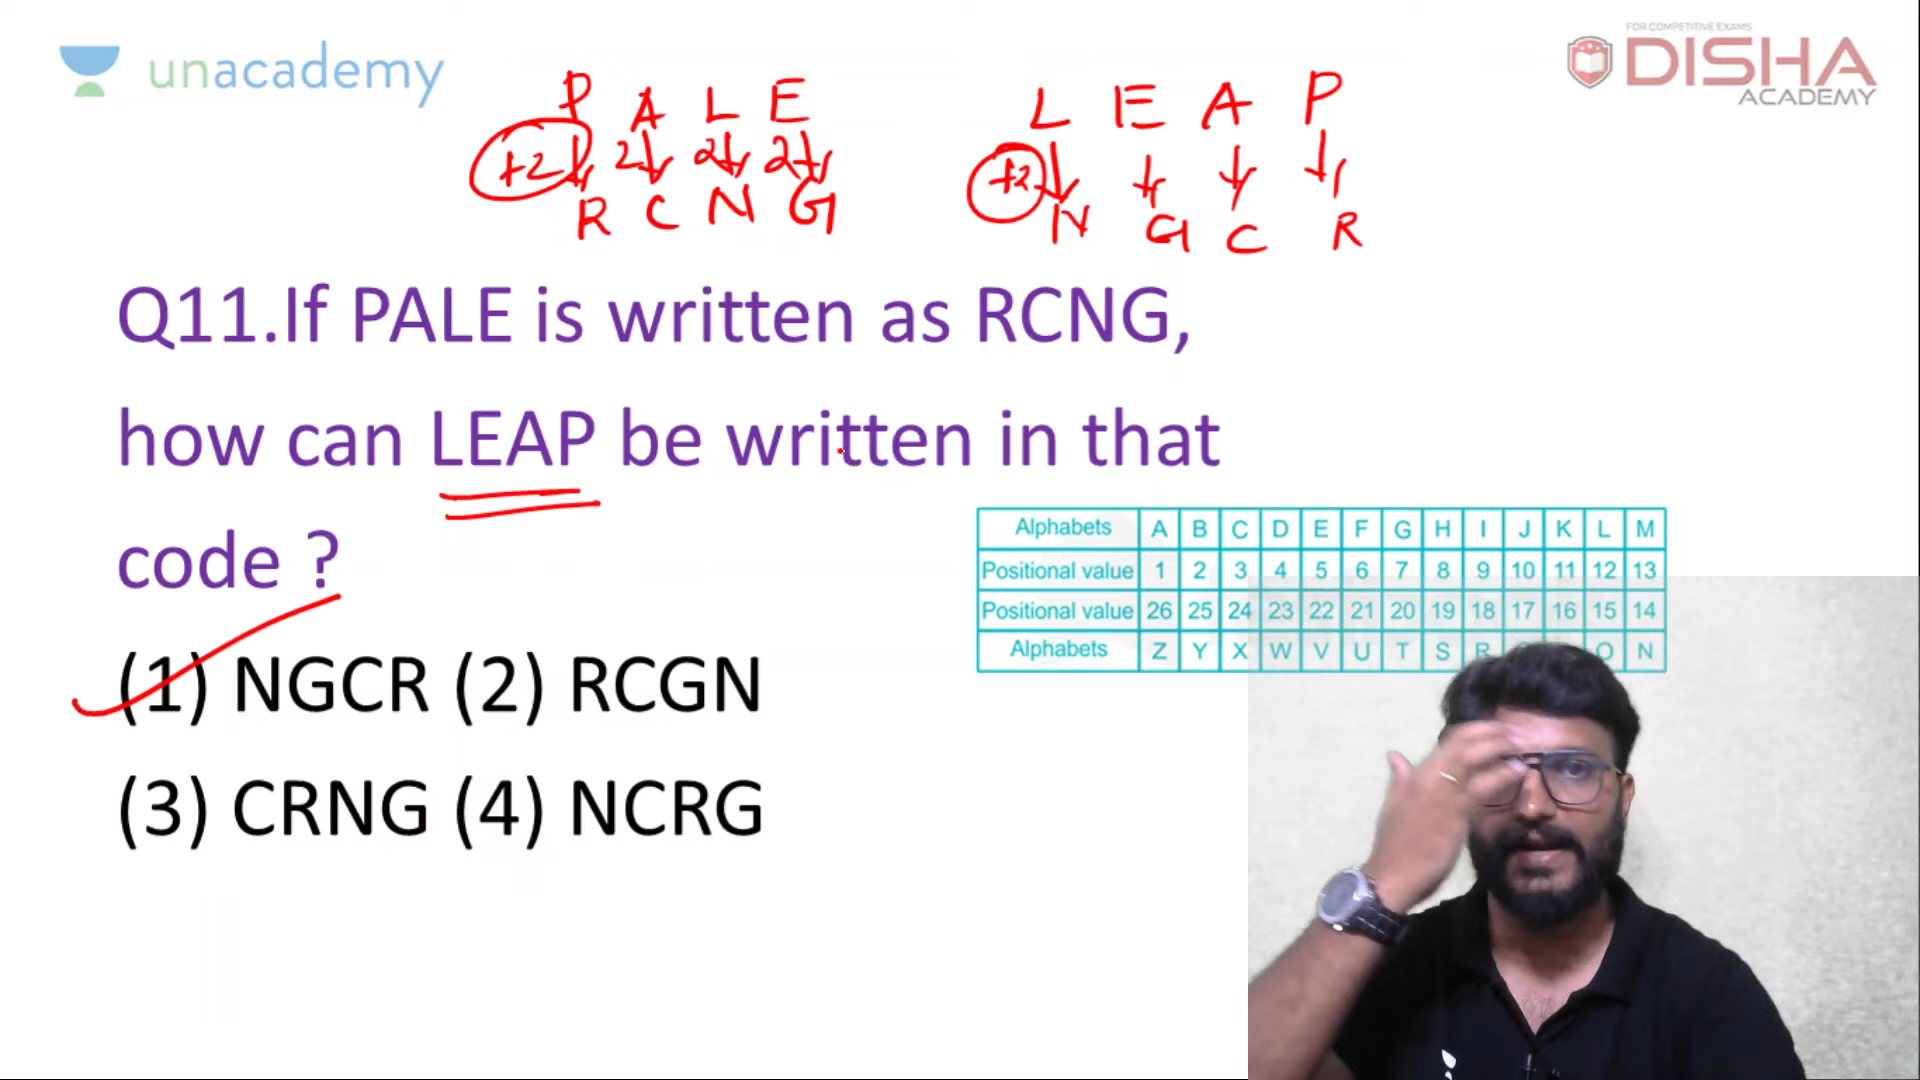 unacademy
FOR COMPETITIVE EXAMS
DISHA
ACADEMY
P A L E
+2 2 2 2
R C N G
L E A P
+2
N G C R
Q11.If PALE is written as RCNG,
how can LEAP be written in that
code ?
(1) NGCR (2) RCGN
(3) CRNG (4) NCRG
Alphabets A B C D E F G H I J K L M
Positional value 1 2 3 4 5 6 7 8 9 10 11 12 13
Positional value 26 25 24 23 22 21 20 19 18 17 16 15 14
Alphabets Z Y X W V U T S R O N